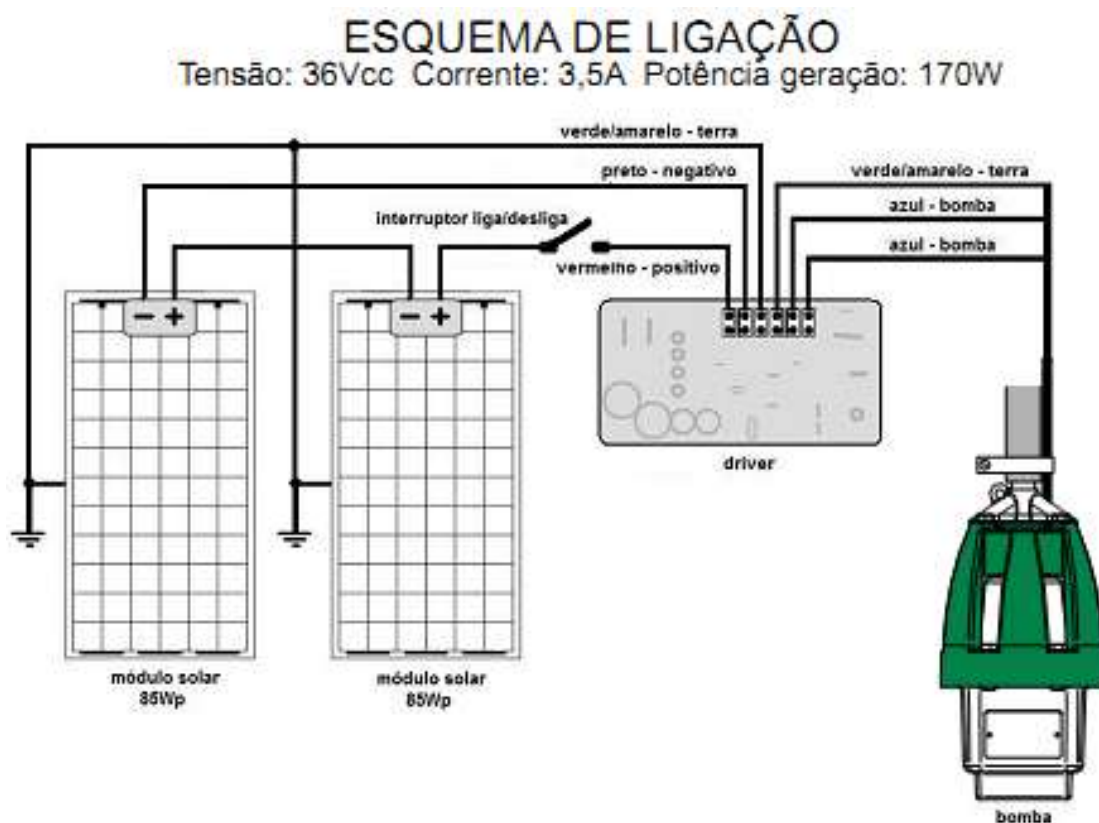 ESQUEMA DE LIGAÇÃO
Tensão: 36Vcc Corrente: 3,5A Potência geração: 170W
verde/amarelo - terra
preto - negativo
verde/amarelo - terra
interruptor liga/desliga
azul - bomba
azul - bomba
vermelho - positivo
- +
- +
driver
módulo solar
85Wp
módulo solar
85Wp
bomba